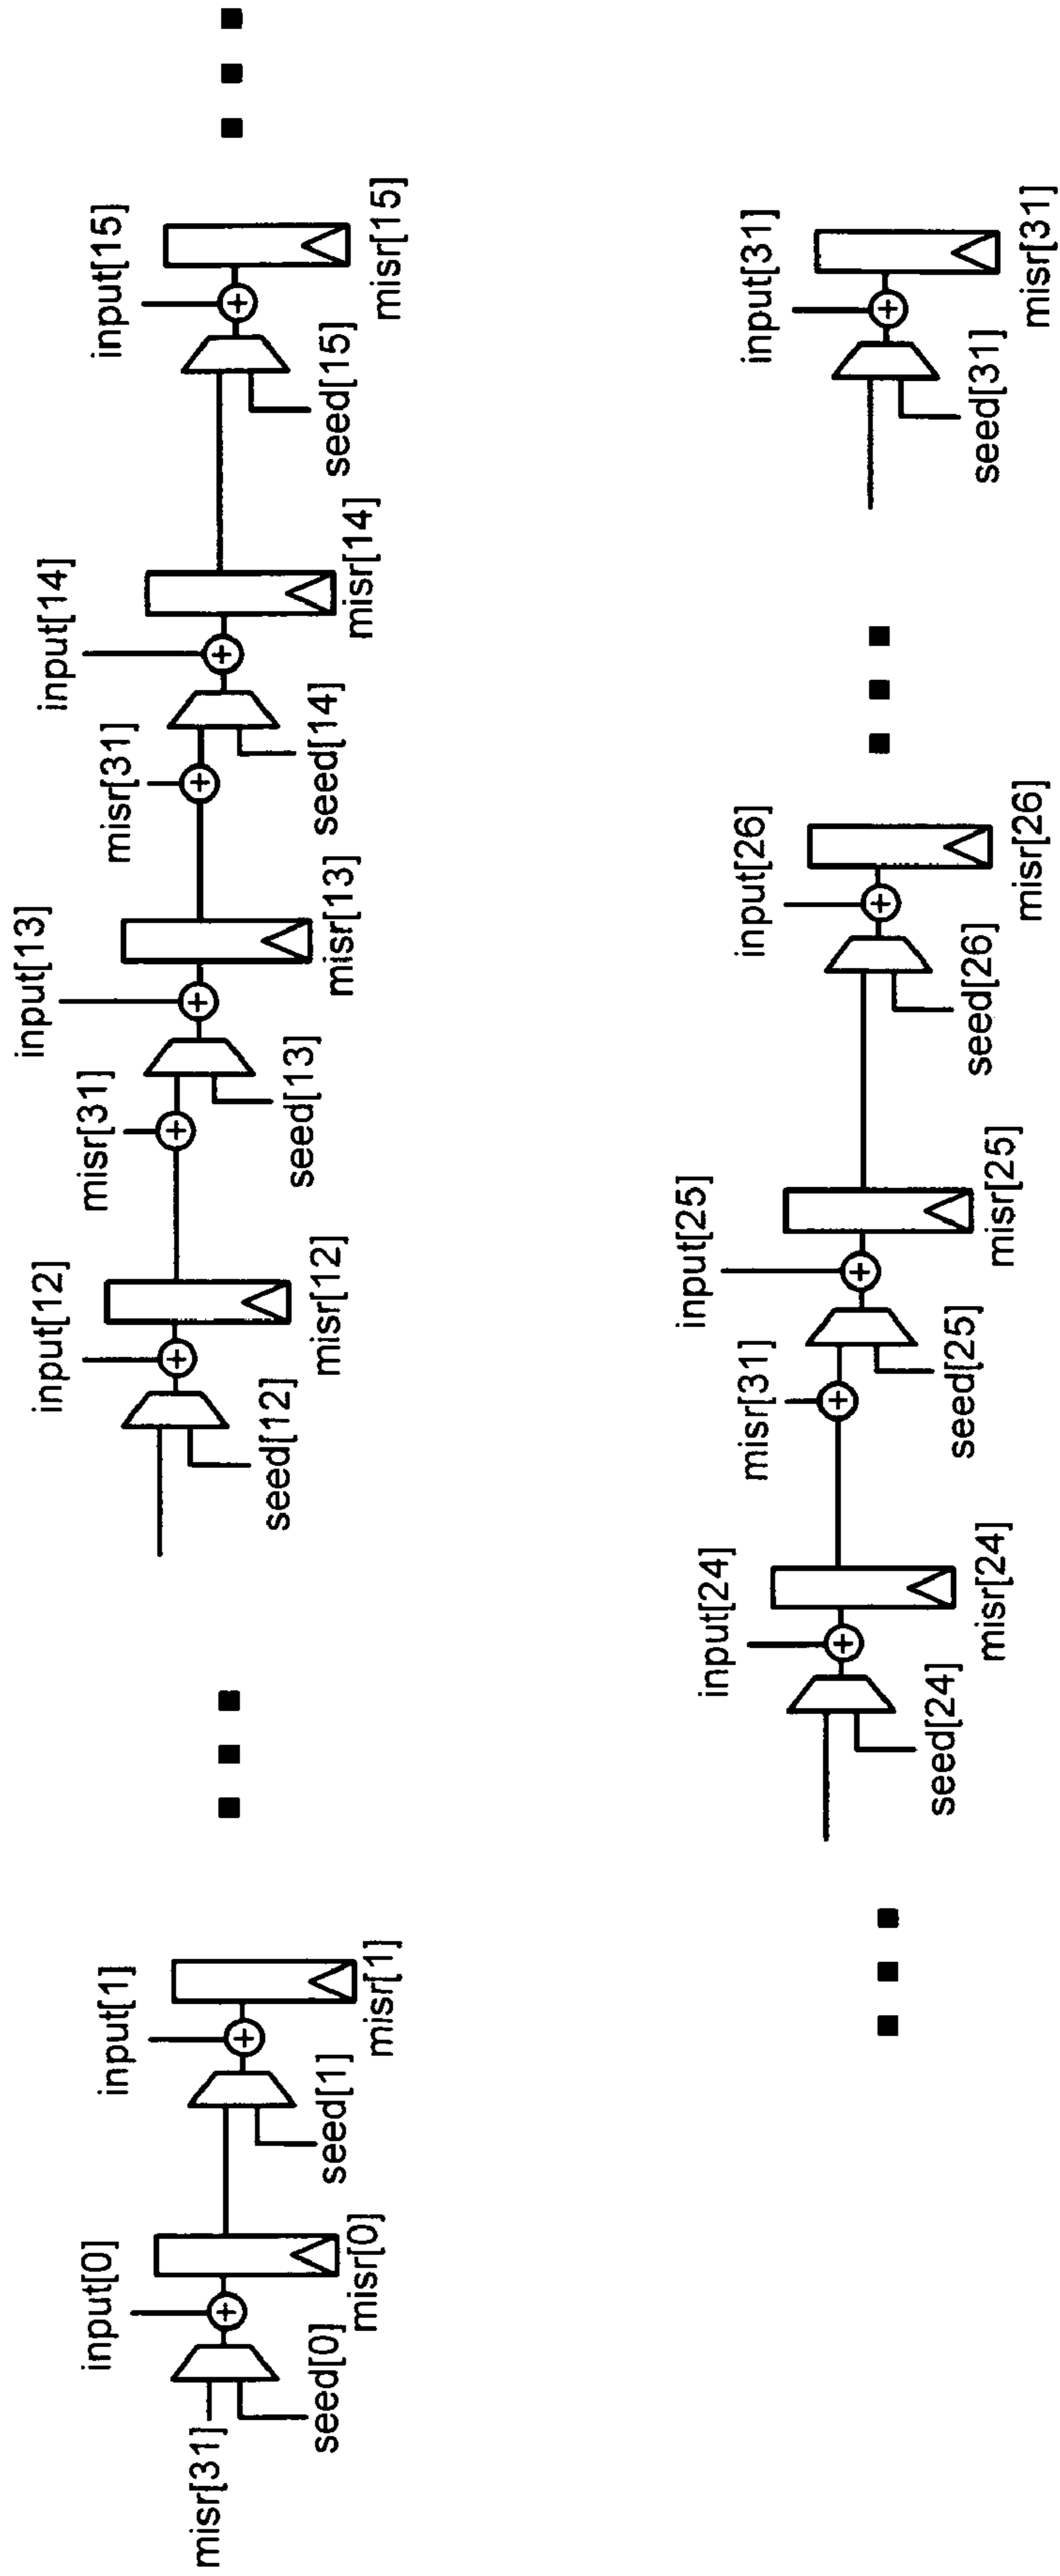 input[0]
misr[31]
seed[0]
misr[0]
input[1]
seed[1]
misr[1]
input[12]
seed[12]
misr[12]
input[13]
misr[31]
seed[13]
misr[13]
input[14]
misr[31]
seed[14]
misr[14]
input[15]
seed[15]
misr[15]
input[24]
seed[24]
misr[24]
input[25]
misr[31]
seed[25]
misr[25]
input[26]
seed[26]
misr[26]
input[31]
seed[31]
misr[31]